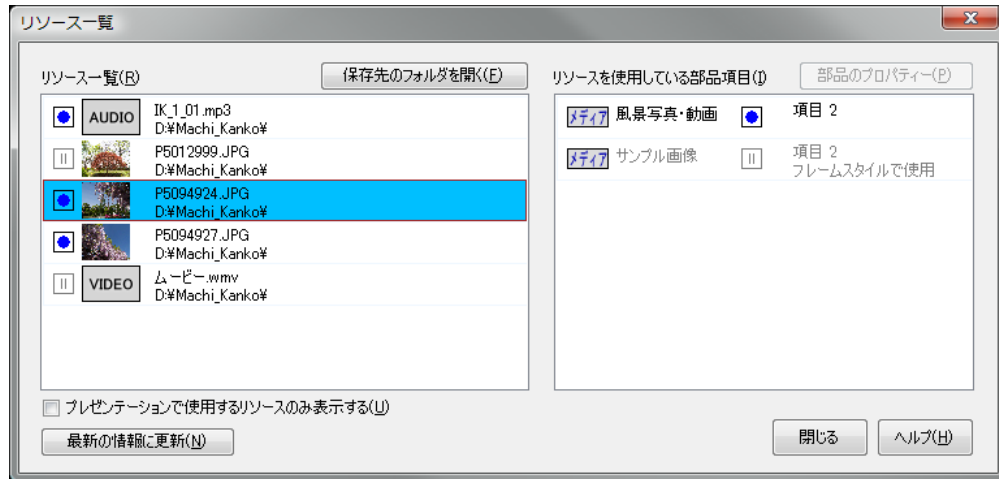 リソース一覧
リソース一覧(R)
保存先のフォルダを開く(F)
AUDIO
IK_1_01.mp3
D:¥Machi_Kanko¥
P5012999.JPG
D:¥Machi_Kanko¥
P5094924.JPG
D:¥Machi_Kanko¥
P5094927.JPG
D:¥Machi_Kanko¥
VIDEO
ムービー.wmv
D:¥Machi_Kanko¥
プレゼンテーションで使用するリソースのみ表示する(U)
最新の情報に更新(N)
リソースを使用している部品項目(I)
部品のプロパティー(P)
メディア 風景写真・動画 項目 2
メディア サンプル画像 項目 2
フレームスタイルで使用
閉じる
ヘルプ(H)